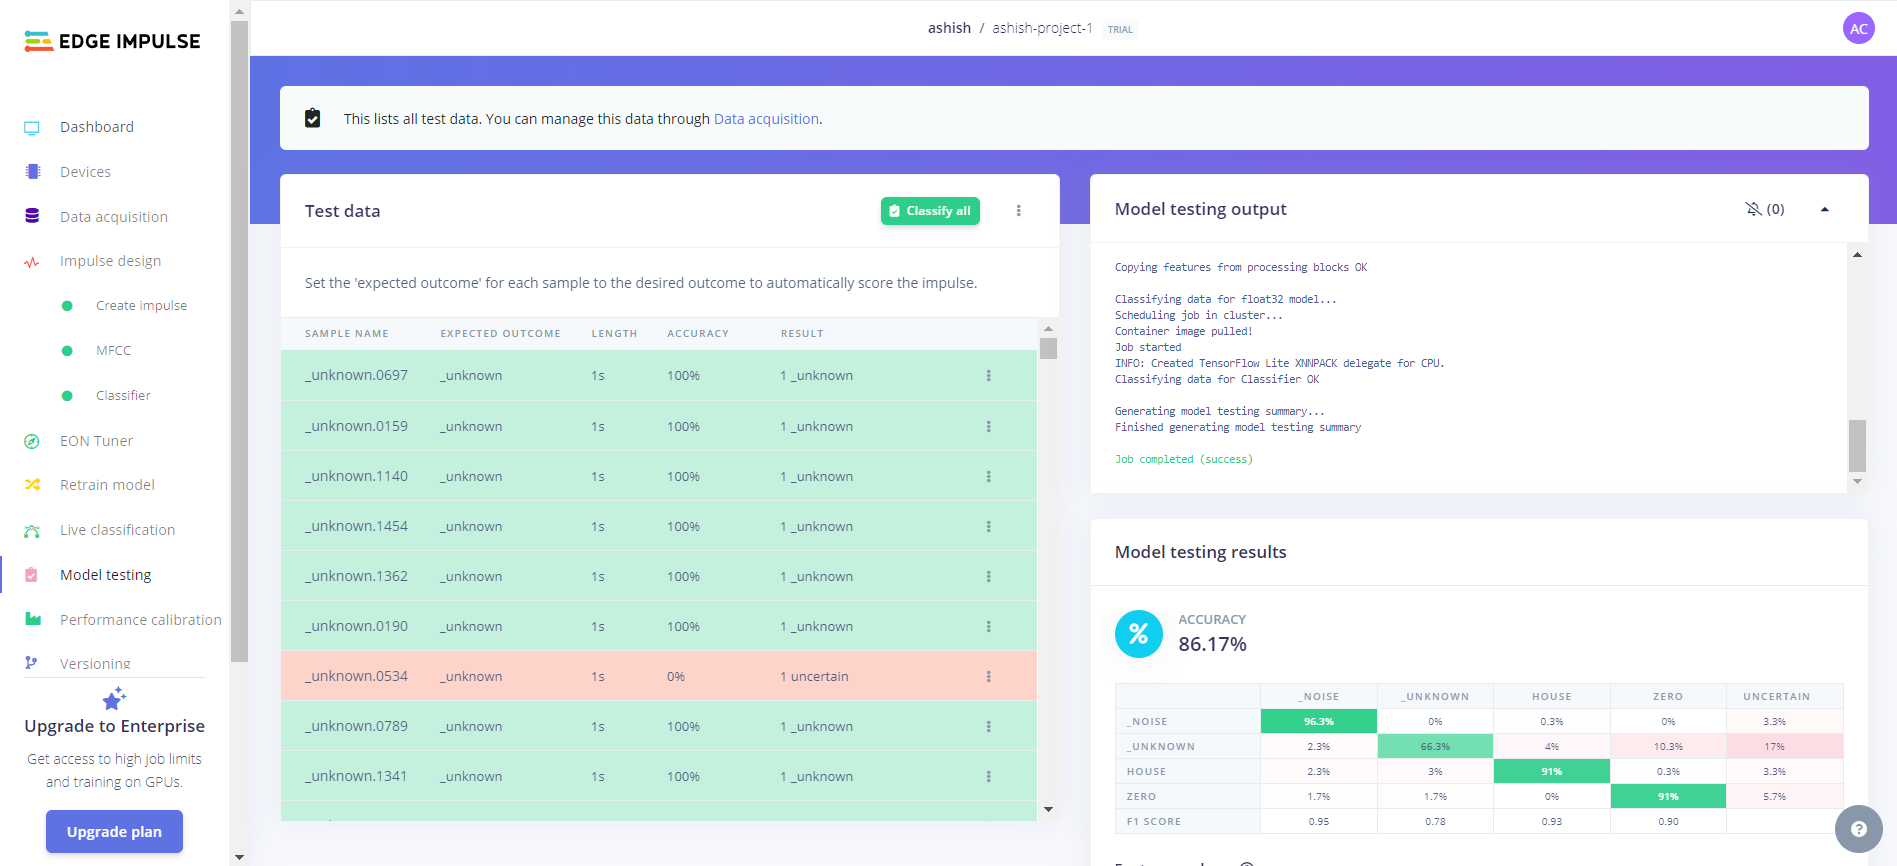 EDGE IMPULSE
ashish / ashish-project-1 TRIAL
AC
Dashboard
Devices
Data acquisition
Impulse design
Create impulse
MFCC
Classifier
EON Tuner
Retrain model
Live classification
Model testing
Performance calibration
Versioning
Upgrade to Enterprise
Get access to high job limits
and training on GPUs.
Upgrade plan
This lists all test data. You can manage this data through Data acquisition.
Test data
Classify all
Set the 'expected outcome' for each sample to the desired outcome to automatically score the impulse.
SAMPLE NAME EXPECTED OUTCOME LENGTH ACCURACY RESULT
_unknown.0697 _unknown 1s 100% 1 _unknown
_unknown.0159 _unknown 1s 100% 1 _unknown
_unknown.1140 _unknown 1s 100% 1 _unknown
_unknown.1454 _unknown 1s 100% 1 _unknown
_unknown.1362 _unknown 1s 100% 1 _unknown
_unknown.0190 _unknown 1s 100% 1 _unknown
_unknown.0534 _unknown 1s 0% 1 uncertain
_unknown.0789 _unknown 1s 100% 1 _unknown
_unknown.1341 _unknown 1s 100% 1 _unknown
Model testing output
(0)
Copying features from processing blocks OK
Classifying data for float32 model...
Scheduling job in cluster...
Container image pulled!
Job started
INFO: Created TensorFlow Lite XNNPACK delegate for CPU.
Classifying data for Classifier OK
Generating model testing summary...
Finished generating model testing summary
Job completed (success)
Model testing results
%
ACCURACY
86.17%
_NOISE _UNKNOWN HOUSE ZERO UNCERTAIN
_NOISE 96.3% 0% 0.3% 0% 3.3%
_UNKNOWN 2.3% 66.3% 4% 10.3% 17%
HOUSE 2.3% 3% 91% 0.3% 3.3%
ZERO 1.7% 1.7% 0% 91% 5.7%
F1 SCORE 0.95 0.78 0.93 0.90
?